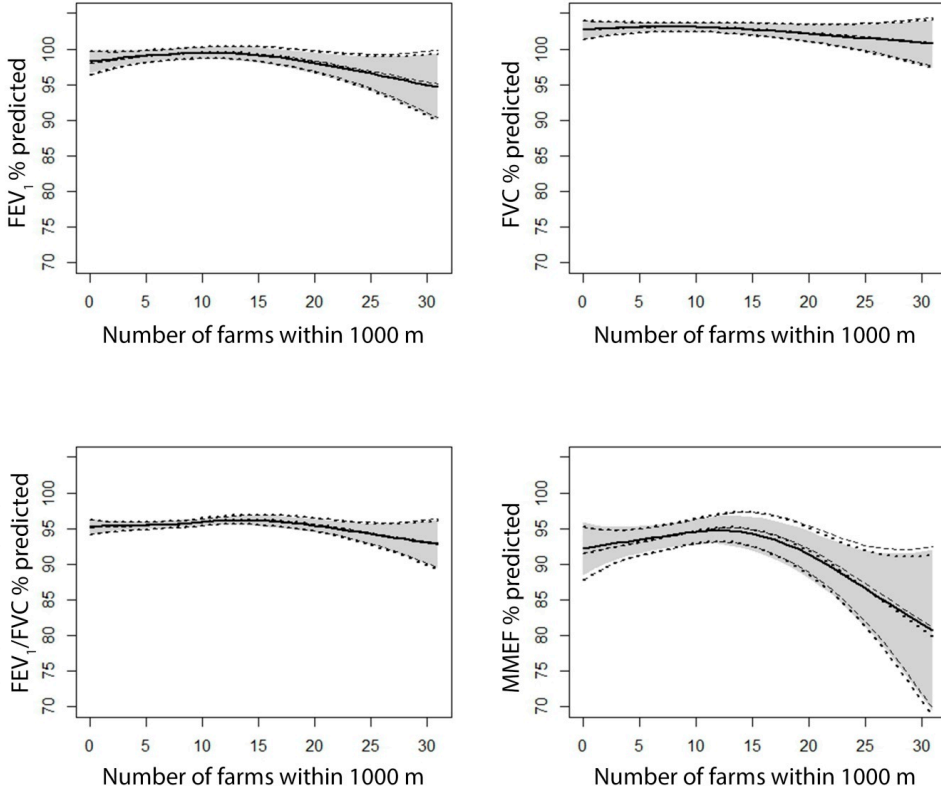 FEV₁ % predicted
100
95
90
85
80
75
70
0 5 10 15 20 25 30
Number of farms within 1000 m
FVC % predicted
100
95
90
85
80
75
70
0 5 10 15 20 25 30
Number of farms within 1000 m
FEV₁/FVC % predicted
100
95
90
85
80
75
70
0 5 10 15 20 25 30
Number of farms within 1000 m
MMEF % predicted
100
95
90
85
80
75
70
0 5 10 15 20 25 30
Number of farms within 1000 m